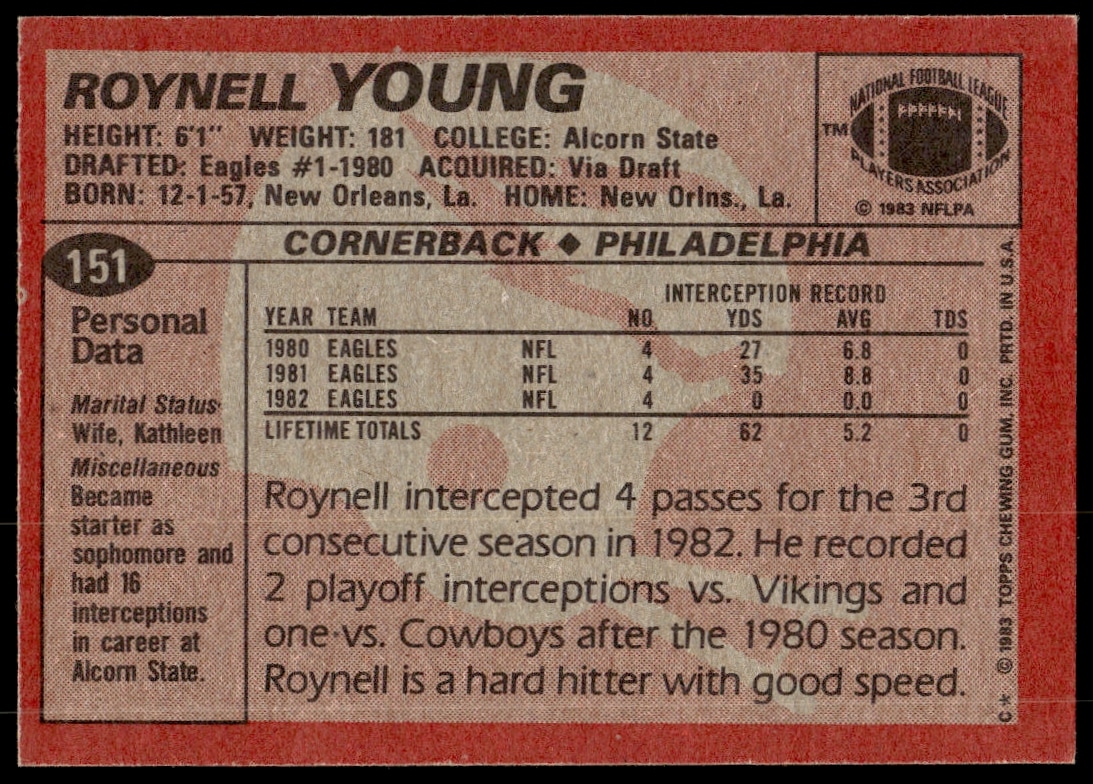 ROYNELL YOUNG
HEIGHT: 6'1" WEIGHT: 181 COLLEGE: Alcorn State
DRAFTED: Eagles #1-1980 ACQUIRED: Via Draft
BORN: 12-1-57, New Orleans, La. HOME: New Orlns., La.
NATIONAL FOOTBALL LEAGUE
TM
PLAYERS ASSOCIATION
© 1983 NFLPA
151
CORNERBACK ◆ PHILADELPHIA
Personal
Data
Marital Status
Wife, Kathleen
Miscellaneous
Became
starter as
sophomore and
had 16
interceptions
in career at
Alcorn State.
INTERCEPTION RECORD
YEAR TEAM NO. YDS AVG TDS
1980 EAGLES NFL 4 27 6.8 0
1981 EAGLES NFL 4 35 8.8 0
1982 EAGLES NFL 4 0 0.0 0
LIFETIME TOTALS 12 62 5.2 0
Roynell intercepted 4 passes for the 3rd
consecutive season in 1982. He recorded
2 playoff interceptions vs. Vikings and
one vs. Cowboys after the 1980 season.
Roynell is a hard hitter with good speed.
C* © 1983 TOPPS CHEWING GUM, INC. PRTD. IN U.S.A.